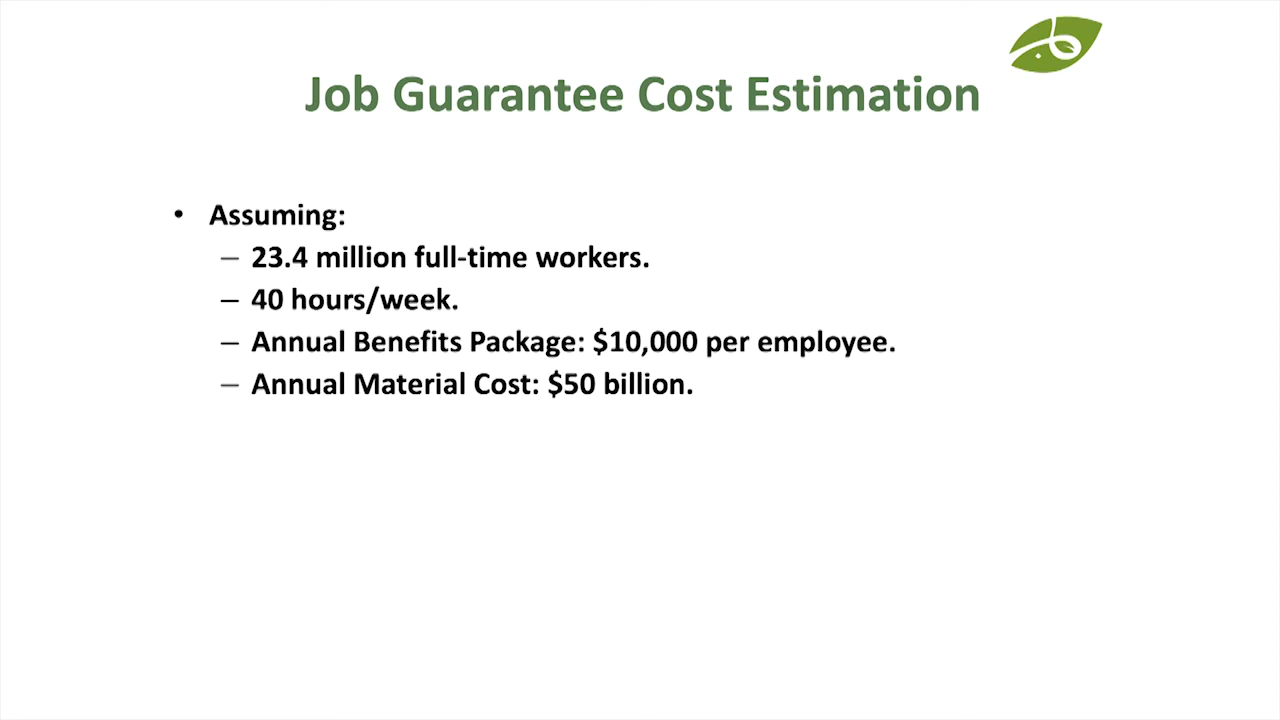 Job Guarantee Cost Estimation
• Assuming:
– 23.4 million full-time workers.
– 40 hours/week.
– Annual Benefits Package: $10,000 per employee.
– Annual Material Cost: $50 billion.